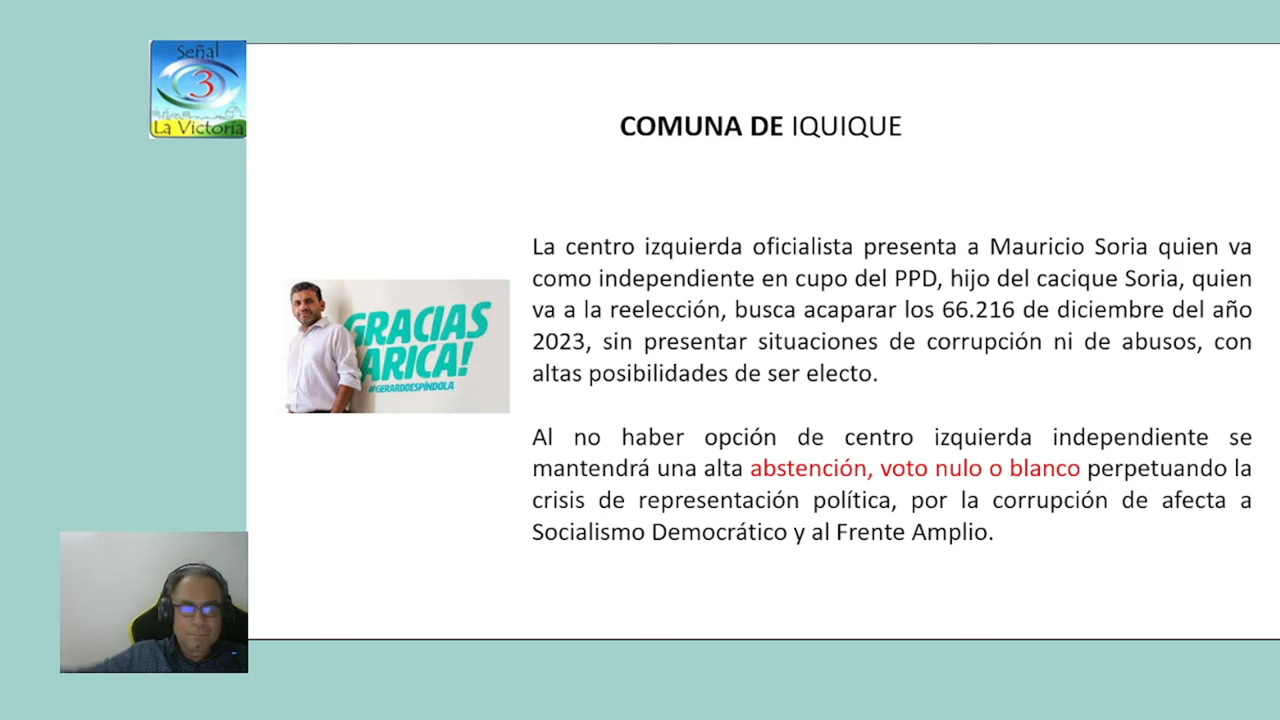 Señal
3
La Victoria
COMUNA DE IQUIQUE
GRACIAS
ARICA!
#GERARDOESPÍNDOLA
La centro izquierda oficialista presenta a Mauricio Soria quien va
como independiente en cupo del PPD, hijo del cacique Soria, quien
va a la reelección, busca acaparar los 66.216 de diciembre del año
2023, sin presentar situaciones de corrupción ni de abusos, con
altas posibilidades de ser electo.
Al no haber opción de centro izquierda independiente se
mantendrá una alta abstención, voto nulo o blanco perpetuando la
crisis de representación política, por la corrupción de afecta a
Socialismo Democrático y al Frente Amplio.